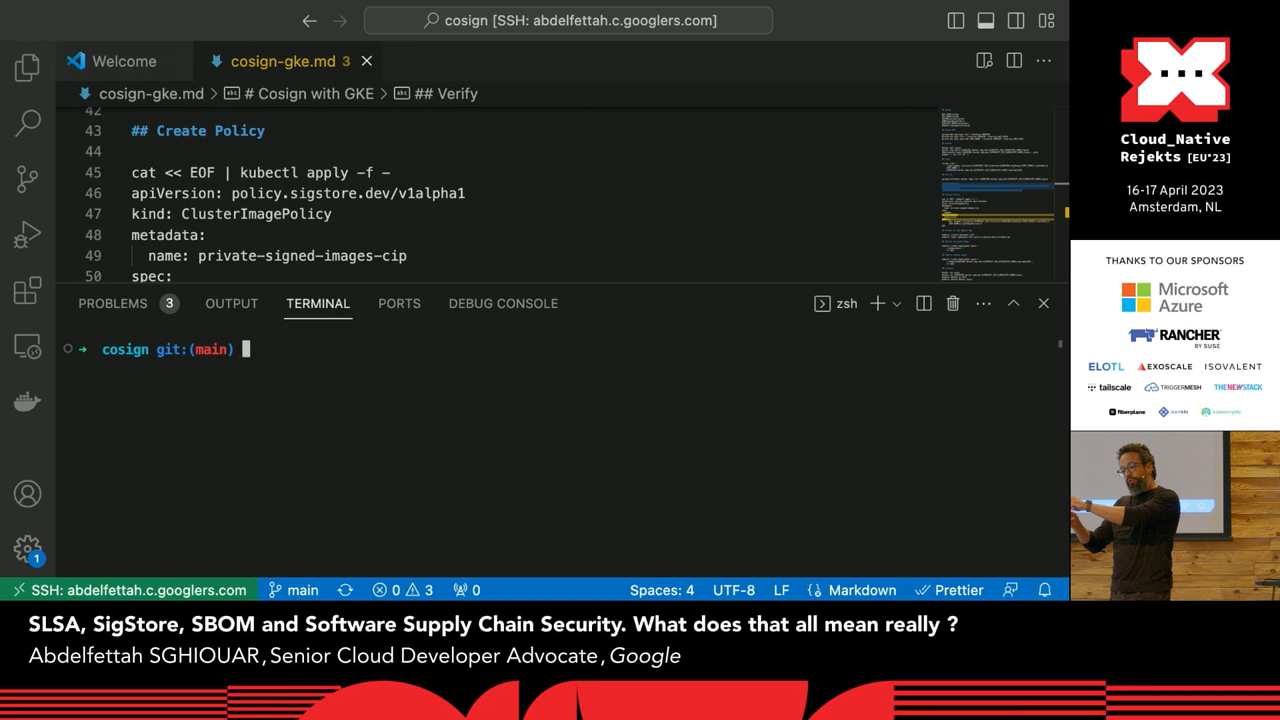 cosign [SSH: abdelfettah.c.googlers.com]
Welcome
cosign-gke.md 3
cosign-gke.md > # Cosign with GKE > ## Verify
42
43 ## Create Policy
44
45 cat << EOF | kubectl apply -f -
46 apiVersion: policy.sigstore.dev/v1alpha1
47 kind: ClusterImagePolicy
48 metadata:
49 name: private-signed-images-cip
50 spec:
PROBLEMS 3 OUTPUT TERMINAL PORTS DEBUG CONSOLE
zsh
cosign git:(main)
1
SSH: abdelfettah.c.googlers.com main 0 3 0 Spaces: 4 UTF-8 LF Markdown Prettier
Cloud_Native
Rejekts [EU'23]
16-17 April 2023
Amsterdam, NL
THANKS TO OUR SPONSORS
Microsoft
Azure
RANCHER
BY SUSE
ELOTL EXOSCALE ISOVALENT
tailscale TRIGGERMESH THENEWSTACK
fiberplane
kubesimplify
SLSA, SigStore, SBOM and Software Supply Chain Security. What does that all mean really ?
Abdelfettah SGHIOUAR, Senior Cloud Developer Advocate, Google